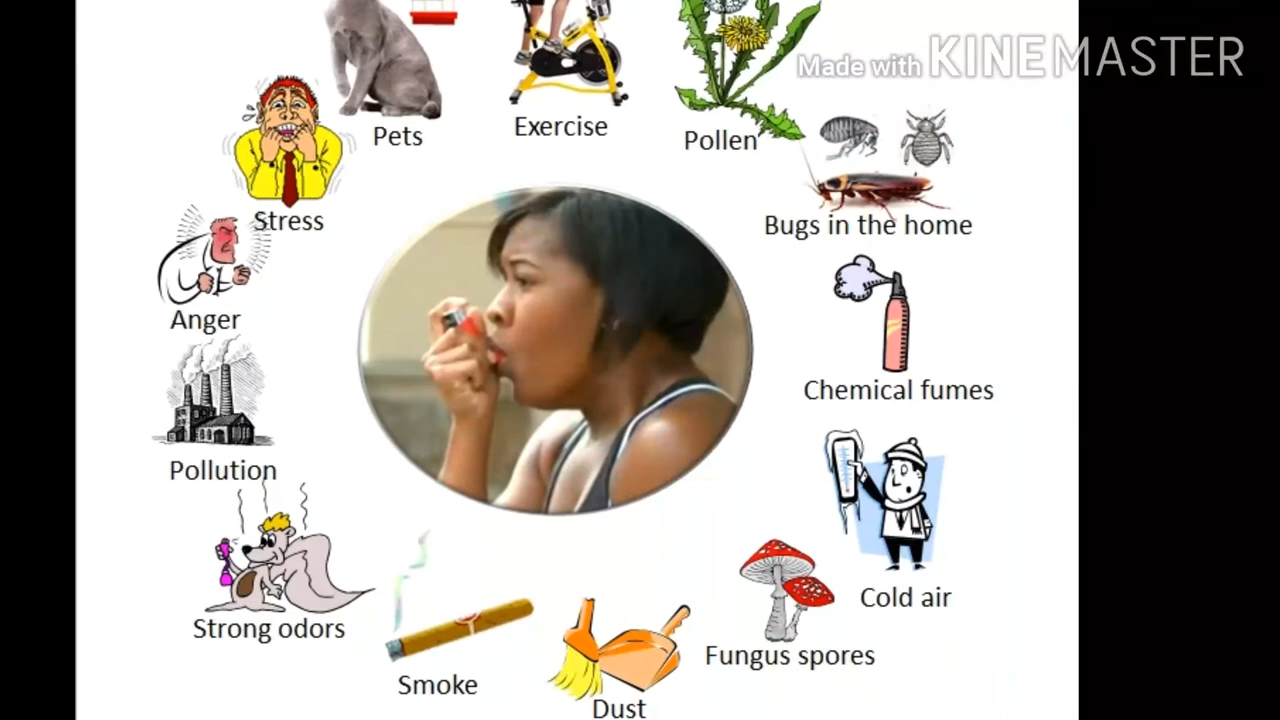 Made with KINEMASTER
Pets
Exercise
Pollen
Stress
Bugs in the home
Anger
Chemical fumes
Pollution
Cold air
Strong odors
Fungus spores
Smoke
Dust